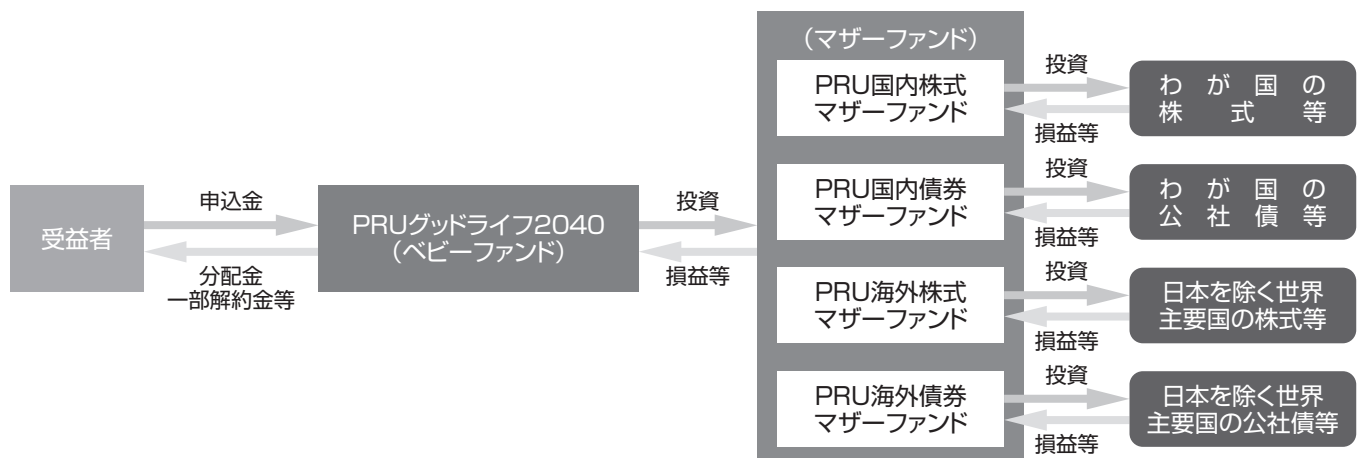 受益者
申込金
分配金
一部解約金等
PRUグッドライフ2040
（ベビーファンド）
投資
損益等
（マザーファンド）
PRU国内株式
マザーファンド
投資
損益等
わが国の
株式等
PRU国内債券
マザーファンド
投資
損益等
わが国の
公社債等
PRU海外株式
マザーファンド
投資
損益等
日本を除く世界
主要国の株式等
PRU海外債券
マザーファンド
投資
損益等
日本を除く世界
主要国の公社債等